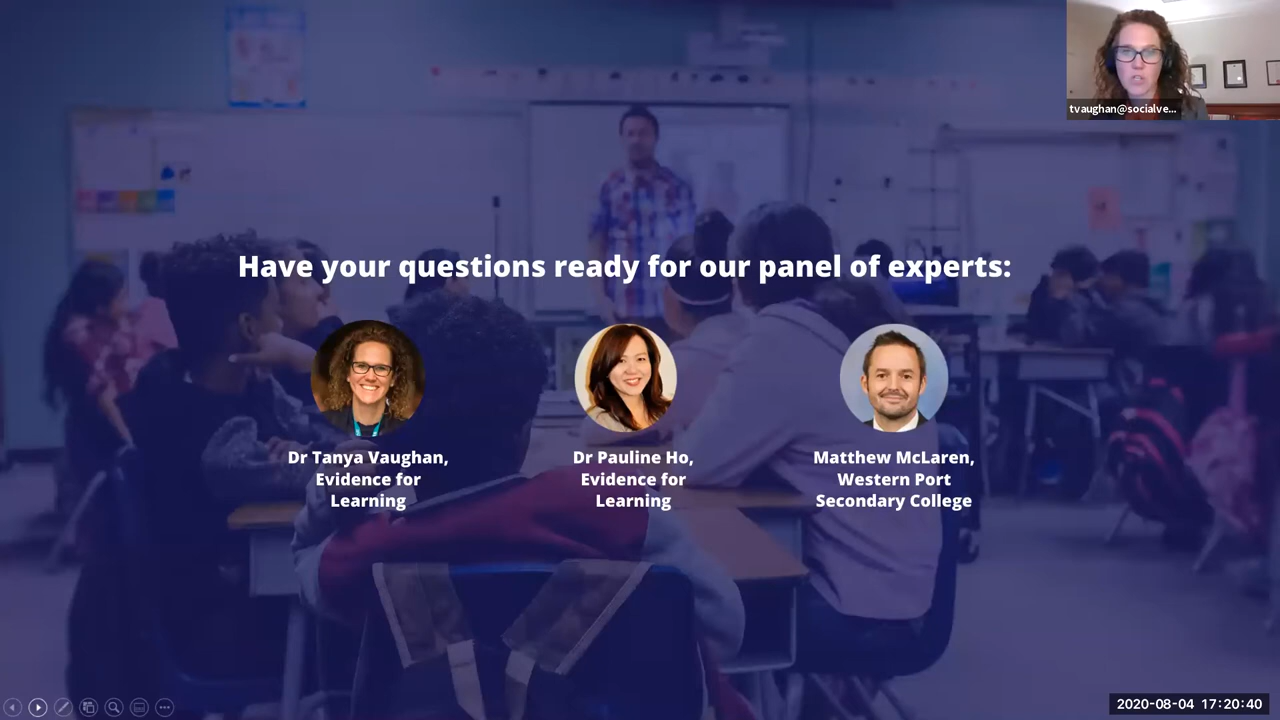 tvaughan@socialve...
Have your questions ready for our panel of experts:
Dr Tanya Vaughan,
Evidence for
Learning
Dr Pauline Ho,
Evidence for
Learning
Matthew McLaren,
Western Port
Secondary College
2020-08-04 17:20:40